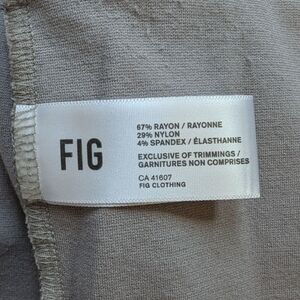 FIG
67% RAYON / RAYONNE
29% NYLON
4% SPANDEX / ÉLASTHANNE
EXCLUSIVE OF TRIMMINGS /
GARNITURES NON COMPRISES
CA 41607
FIG CLOTHING